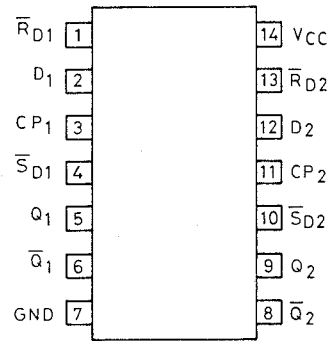 R̅D1 1 14 VCC
D1 2 13 R̅D2
CP1 3 12 D2
S̅D1 4 11 CP2
Q1 5 10 S̅D2
Q̅1 6 9 Q2
GND 7 8 Q̅2